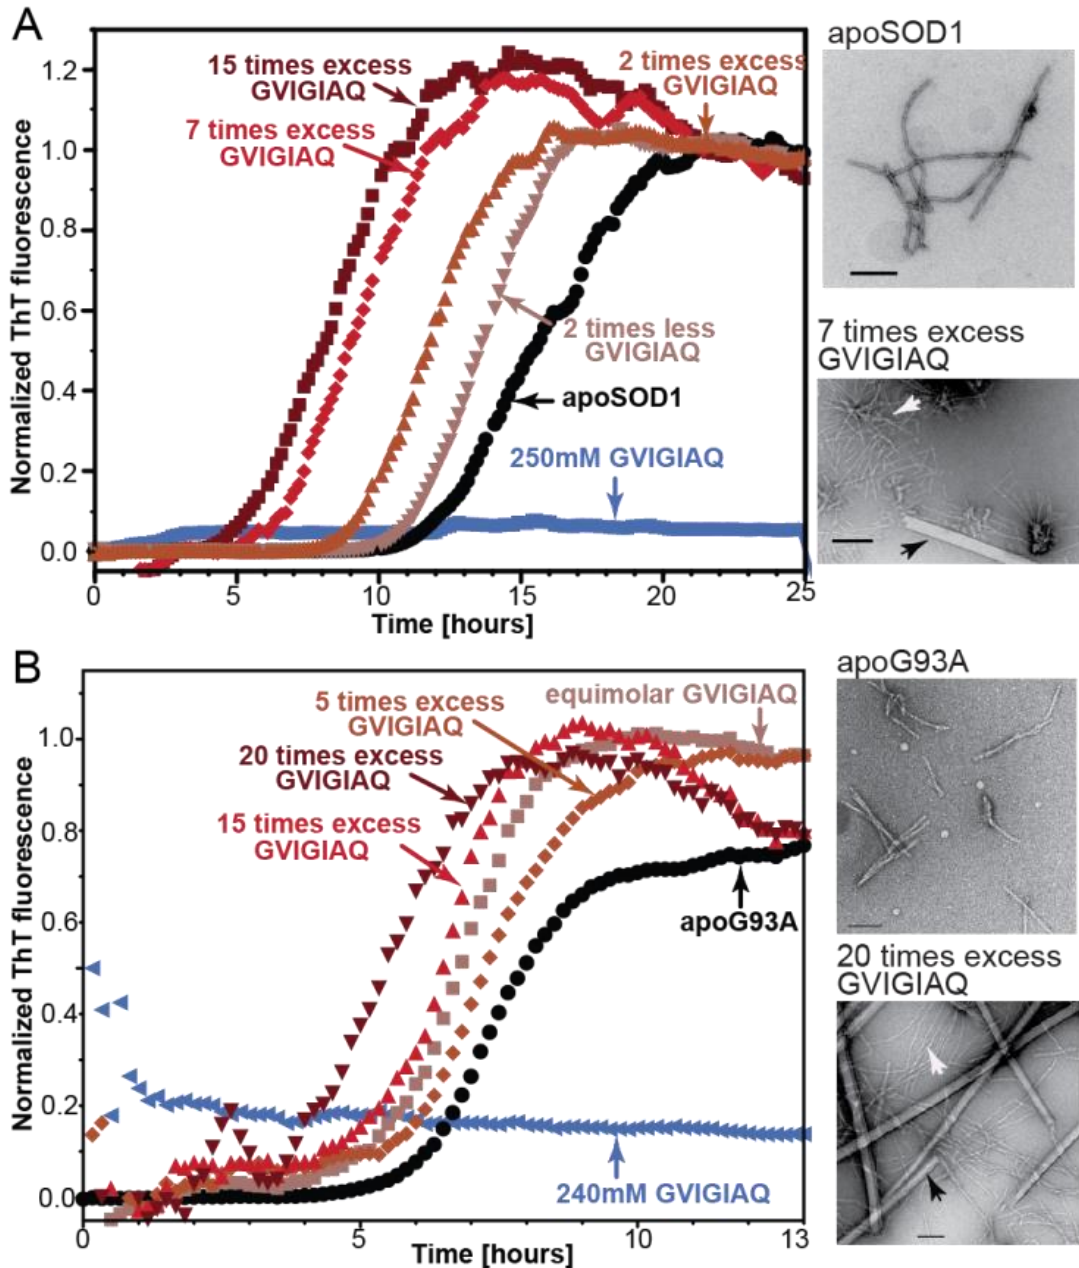 A
apoSOD1
15 times excess
GVIGIAQ
2 times excess
GVIGIAQ
7 times excess
GVIGIAQ
2 times less
GVIGIAQ
apoSOD1
250mM GVIGIAQ
Normalized ThT fluorescence
1.2
1.0
0.8
0.6
0.4
0.2
0.0
0
5
10
15
20
25
Time [hours]
7 times excess
GVIGIAQ
B
apoG93A
5 times excess
GVIGIAQ
equimolar GVIGIAQ
20 times excess
GVIGIAQ
15 times excess
GVIGIAQ
apoG93A
240mM GVIGIAQ
Normalized ThT fluorescence
1.0
0.8
0.6
0.4
0.2
0.0
0
5
10
13
Time [hours]
20 times excess
GVIGIAQ